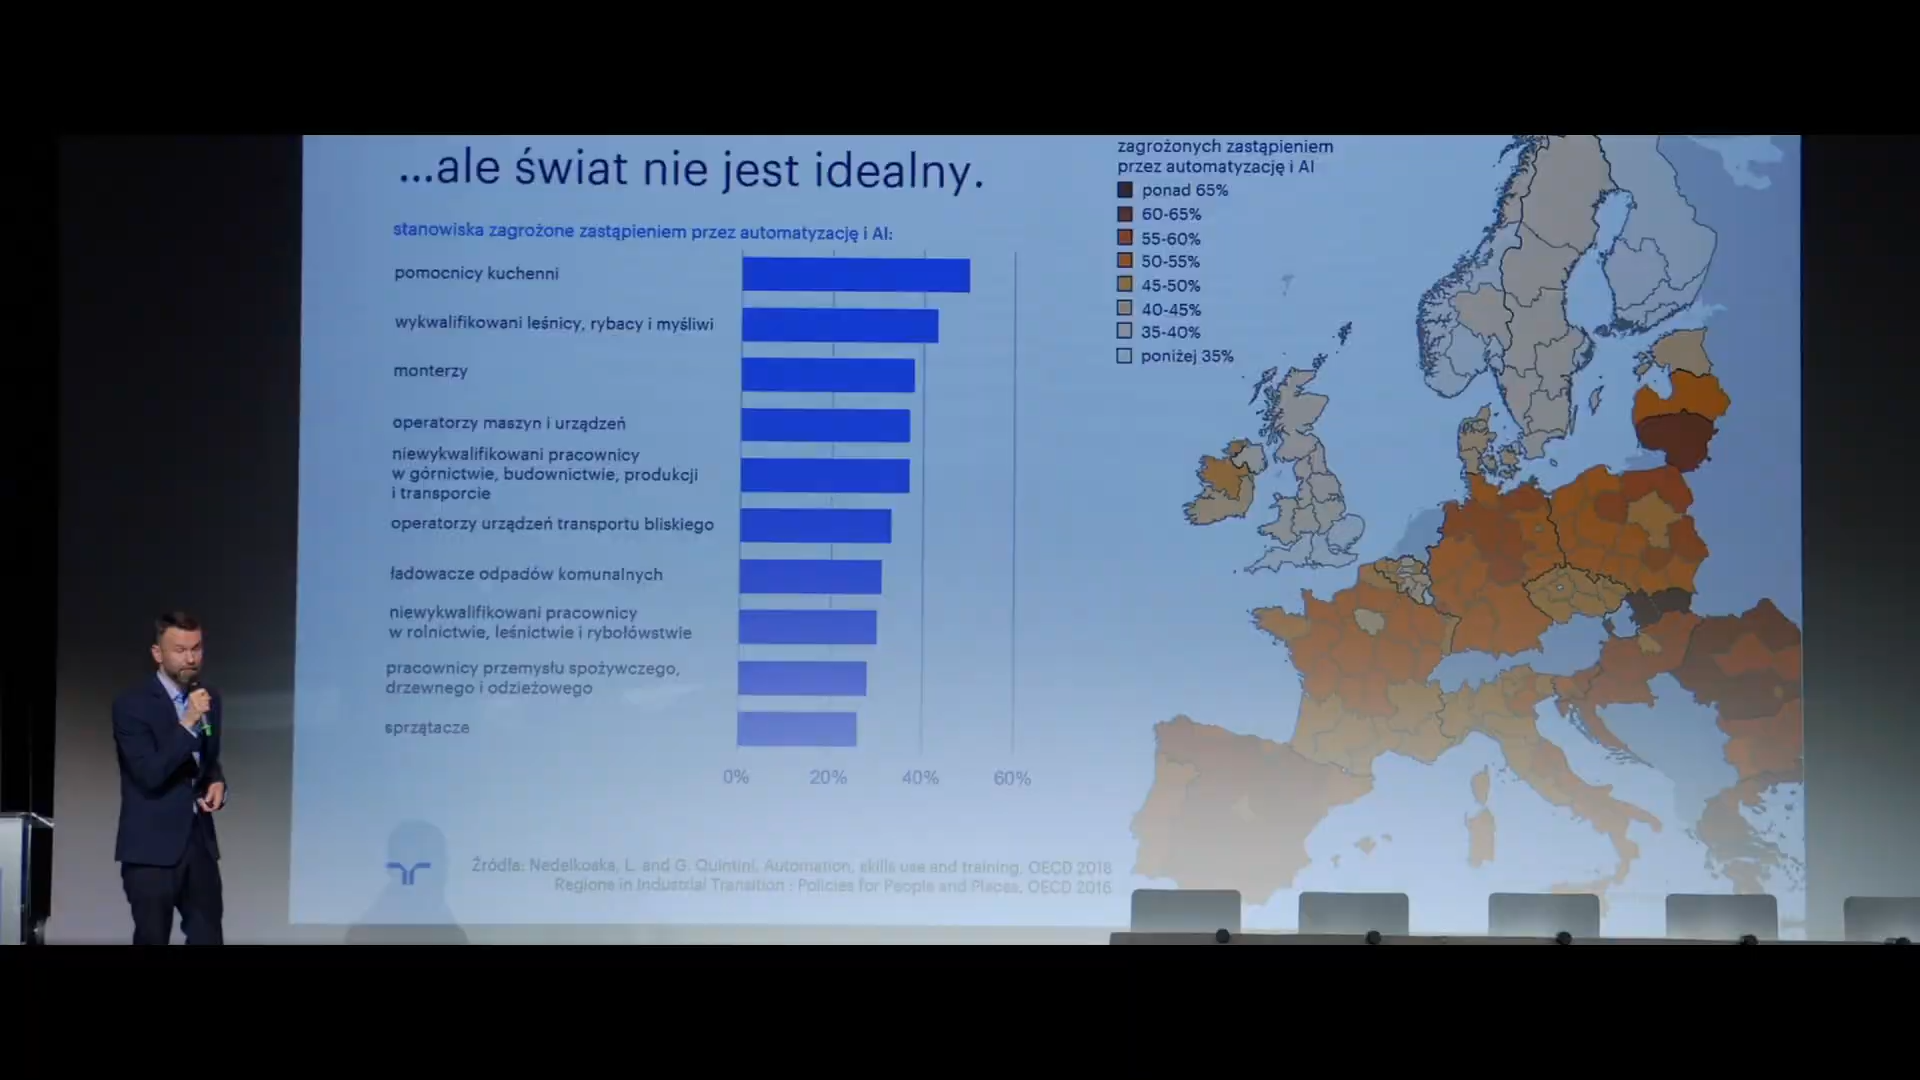 ...ale świat nie jest idealny.
stanowiska zagrożone zastąpieniem przez automatyzację i AI:
pomocnicy kuchenni
wykwalifikowani leśnicy, rybacy i myśliwi
monterzy
operatorzy maszyn i urządzeń
niewykwalifikowani pracownicy
w górnictwie, budownictwie, produkcji
i transporcie
operatorzy urządzeń transportu bliskiego
ładowacze odpadów komunalnych
niewykwalifikowani pracownicy
w rolnictwie, leśnictwie i rybołówstwie
pracownicy przemysłu spożywczego,
drzewnego i odzieżowego
sprzątacze
0% 20% 40% 60%
Źródła: Nedelkoska, L. and G. Quintini, Automation, skills use and training, OECD 2018
Regions in Industrial Transition : Policies for People and Places, OECD 2016
zagrożonych zastąpieniem
przez automatyzację i AI
ponad 65%
60-65%
55-60%
50-55%
45-50%
40-45%
35-40%
poniżej 35%